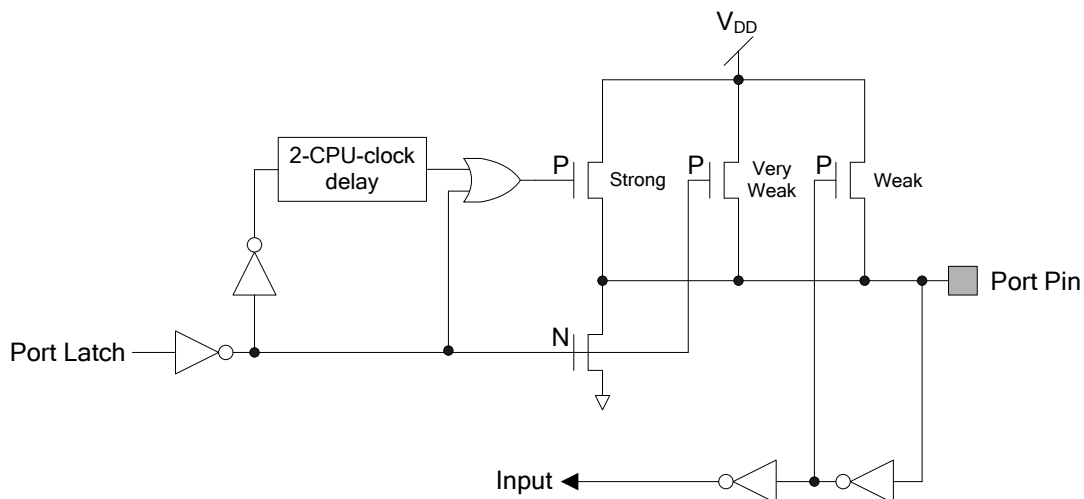 VDD
2-CPU-clock
delay
P
Strong
P
Very
Weak
P
Weak
Port Pin
N
Port Latch
Input